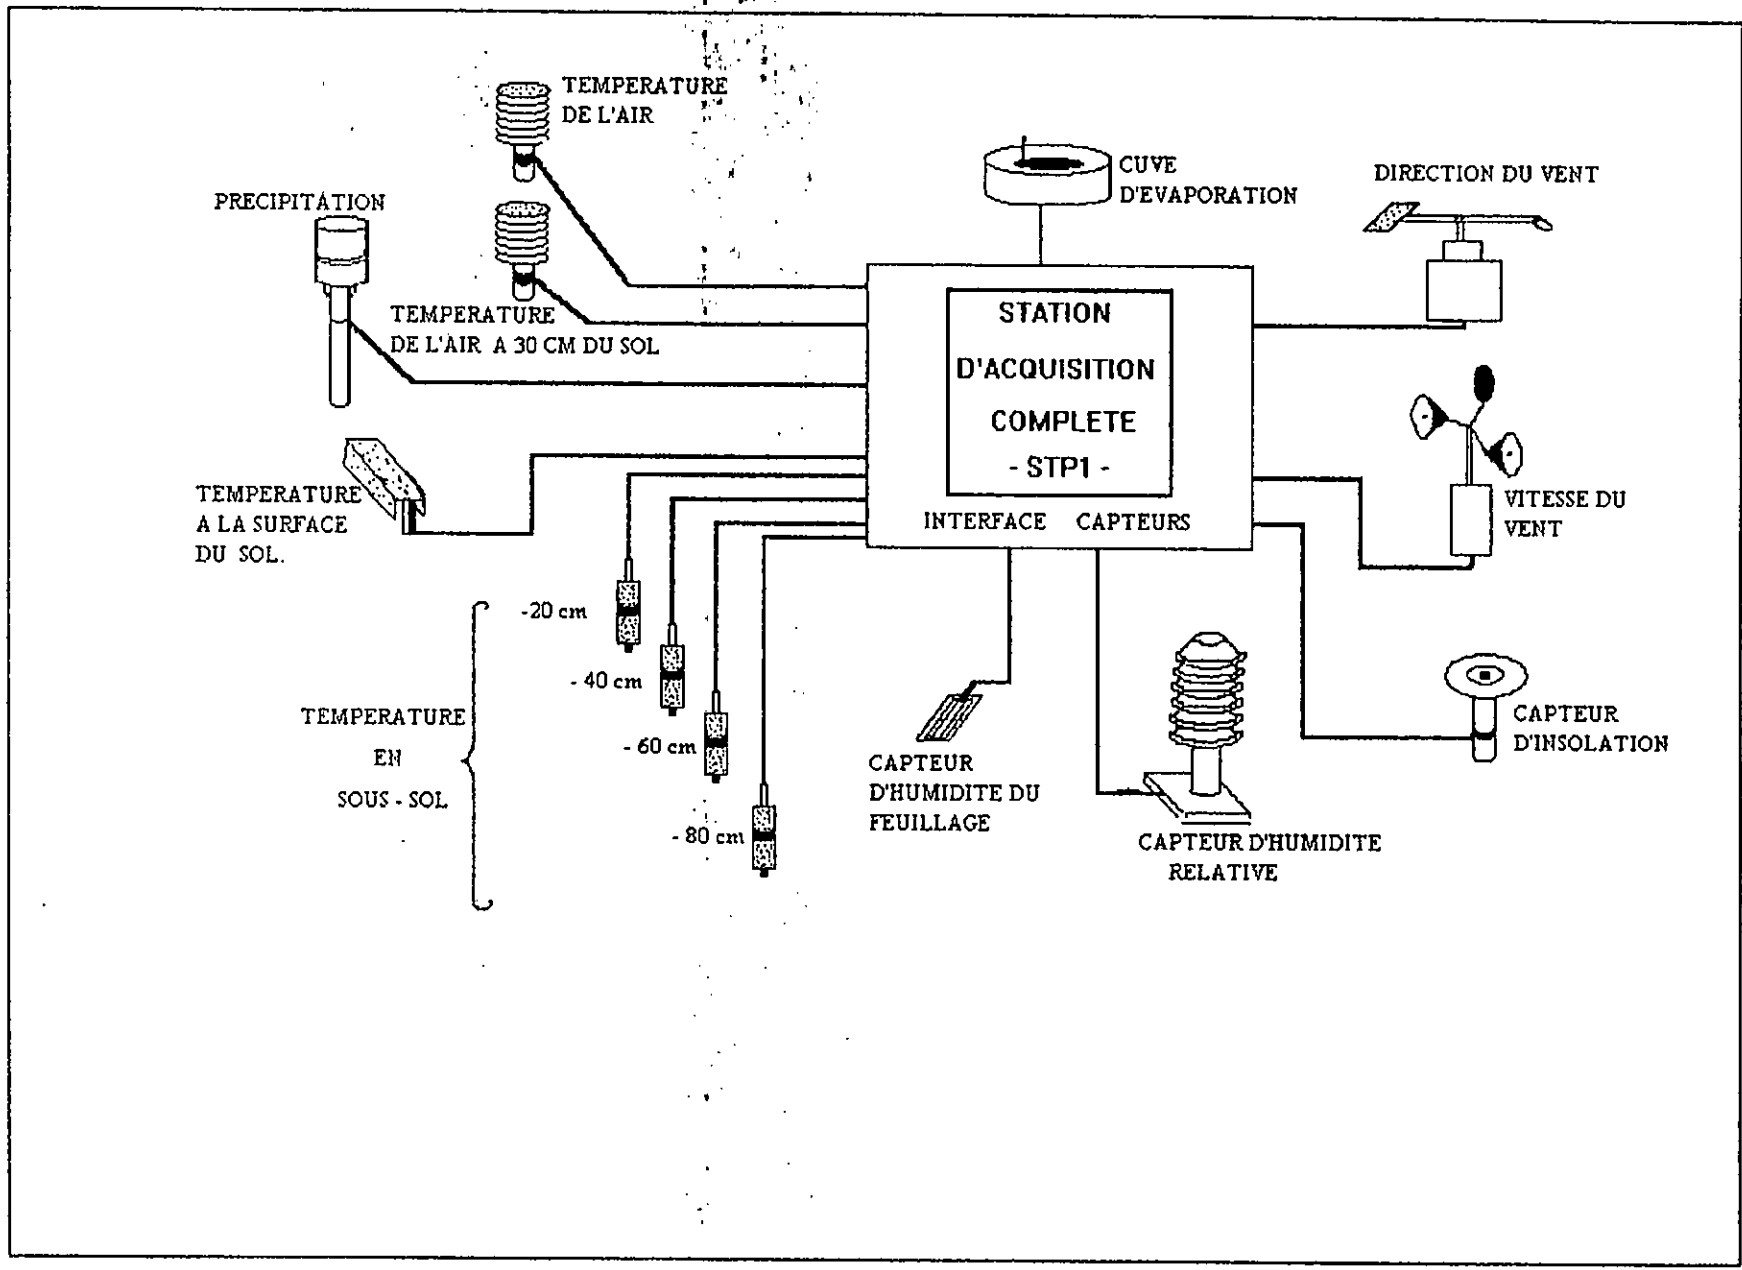 TEMPERATURE
DE L'AIR
PRECIPITATION
TEMPERATURE
DE L'AIR A 30 CM DU SOL
CUVE
D'EVAPORATION
DIRECTION DU VENT
STATION
D'ACQUISITION
COMPLETE
- STP1 -
INTERFACE CAPTEURS
TEMPERATURE
A LA SURFACE
DU SOL.
VITESSE DU
VENT
-20 cm
- 40 cm
- 60 cm
- 80 cm
TEMPERATURE
EN
SOUS - SOL
CAPTEUR
D'HUMIDITE DU
FEUILLAGE
CAPTEUR D'HUMIDITE
RELATIVE
CAPTEUR
D'INSOLATION